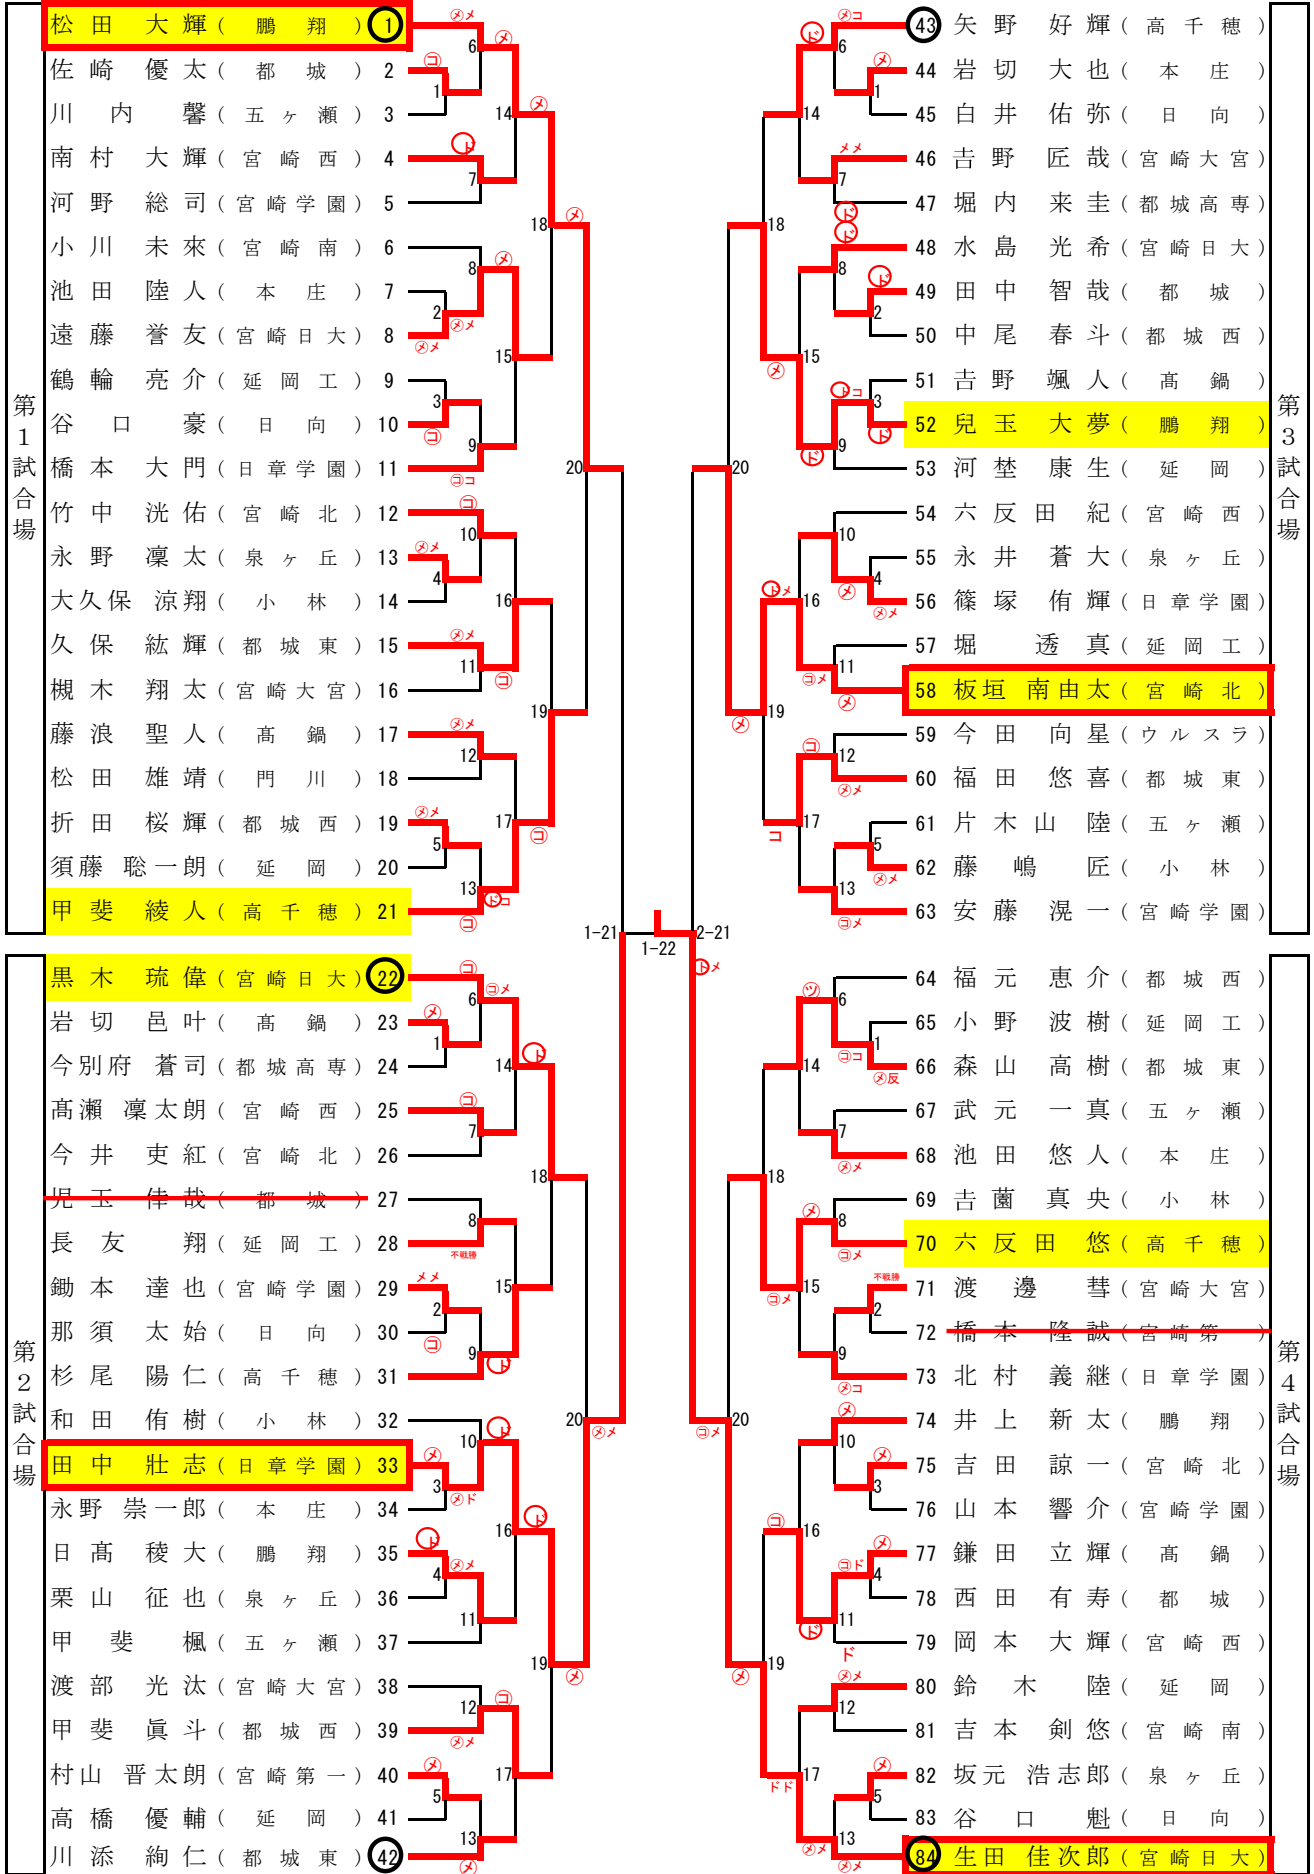 第1試合場
松田 大輝 ( 鵬翔 ) 1
佐崎 優太 ( 都城 ) 2
川内 馨 ( 五ヶ瀬 ) 3
南村 大輝 ( 宮崎西 ) 4
河野 総司 ( 宮崎学園 ) 5
小川 未來 ( 宮崎南 ) 6
池田 陸人 ( 本庄 ) 7
遠藤 誉友 ( 宮崎日大 ) 8
鶴輪 亮介 ( 延岡工 ) 9
谷口 豪 ( 日向 ) 10
橋本 大門 ( 日章学園 ) 11
竹中 洸佑 ( 宮崎北 ) 12
永野 凜太 ( 泉ヶ丘 ) 13
大久保 涼翔 ( 小林 ) 14
久保 紘輝 ( 都城東 ) 15
槻木 翔太 ( 宮崎大宮 ) 16
藤浪 聖人 ( 髙鍋 ) 17
松田 雄靖 ( 門川 ) 18
折田 桜輝 ( 都城西 ) 19
須藤 聡一朗 ( 延岡 ) 20
甲斐 綾人 ( 高千穂 ) 21
第2試合場
黒木 琉偉 ( 宮崎日大 ) 22
岩切 邑叶 ( 髙鍋 ) 23
今別府 蒼司 ( 都城高専 ) 24
髙瀬 凜太朗 ( 宮崎西 ) 25
今井 吏紅 ( 宮崎北 ) 26
児玉 倖哉 ( 都城 ) 27
長友 翔 ( 延岡工 ) 28
鋤本 達也 ( 宮崎学園 ) 29
那須 太始 ( 日向 ) 30
杉尾 陽仁 ( 高千穂 ) 31
和田 侑樹 ( 小林 ) 32
田中 壯志 ( 日章学園 ) 33
永野 崇一郎 ( 本庄 ) 34
日髙 稜大 ( 鵬翔 ) 35
栗山 征也 ( 泉ヶ丘 ) 36
甲斐 楓 ( 五ヶ瀬 ) 37
渡部 光汰 ( 宮崎大宮 ) 38
甲斐 眞斗 ( 都城西 ) 39
村山 晋太朗 ( 宮崎第一 ) 40
高橋 優輔 ( 延岡 ) 41
川添 絢仁 ( 都城東 ) 42
1-21
1-22
2-21
不戦勝
第3試合場
43 矢野 好輝 ( 高千穂 )
44 岩切 大也 ( 本庄 )
45 白井 佑弥 ( 日向 )
46 𠮷野 匠哉 ( 宮崎大宮 )
47 堀内 来圭 ( 都城高専 )
48 水島 光希 ( 宮崎日大 )
49 田中 智哉 ( 都城 )
50 中尾 春斗 ( 都城西 )
51 𠮷野 颯人 ( 髙鍋 )
52 兒玉 大夢 ( 鵬翔 )
53 河埜 康生 ( 延岡 )
54 六反田 紀 ( 宮崎西 )
55 永井 蒼大 ( 泉ヶ丘 )
56 篠塚 侑輝 ( 日章学園 )
57 堀 透真 ( 延岡工 )
58 板垣 南由太 ( 宮崎北 )
59 今田 向星 ( ウルスラ )
60 福田 悠喜 ( 都城東 )
61 片木山 陸 ( 五ヶ瀬 )
62 藤嶋 匠 ( 小林 )
63 安藤 滉一 ( 宮崎学園 )
第4試合場
64 福元 恵介 ( 都城西 )
65 小野 波樹 ( 延岡工 )
66 森山 高樹 ( 都城東 )
67 武元 一真 ( 五ヶ瀬 )
68 池田 悠人 ( 本庄 )
69 𠮷薗 真央 ( 小林 )
70 六反田 悠 ( 高千穂 )
不戦勝
71 渡邊 彗 ( 宮崎大宮 )
72 橋本 隆誠 ( 宮崎第一 )
73 北村 義継 ( 日章学園 )
74 井上 新太 ( 鵬翔 )
75 吉田 諒一 ( 宮崎北 )
76 山本 響介 ( 宮崎学園 )
77 鎌田 立輝 ( 髙鍋 )
78 西田 有寿 ( 都城 )
79 岡本 大輝 ( 宮崎西 )
80 鈴木 陸 ( 延岡 )
81 吉本 剣悠 ( 宮崎南 )
82 坂元 浩志郎 ( 泉ヶ丘 )
83 谷口 魁 ( 日向 )
84 生田 佳次郎 ( 宮崎日大 )